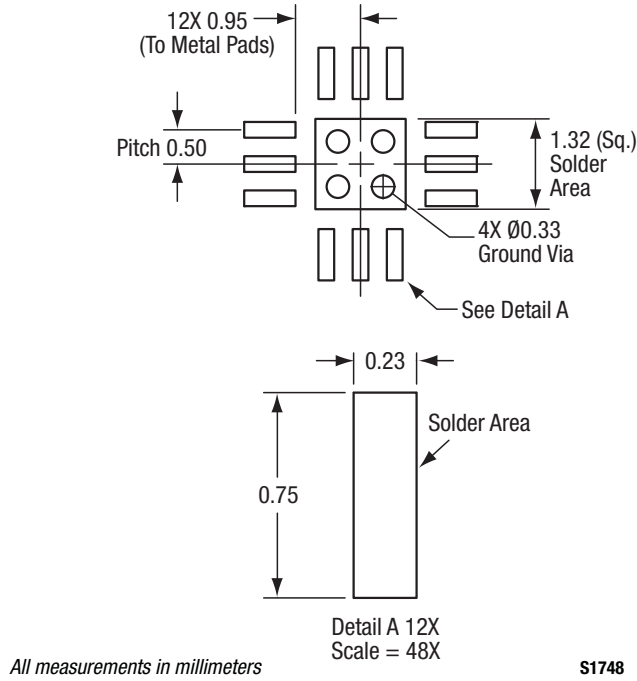 12X 0.95
(To Metal Pads)
Pitch 0.50
1.32 (Sq.)
Solder
Area
4X Ø0.33
Ground Via
See Detail A
0.23
Solder Area
0.75
Detail A 12X
Scale = 48X
All measurements in millimeters
S1748